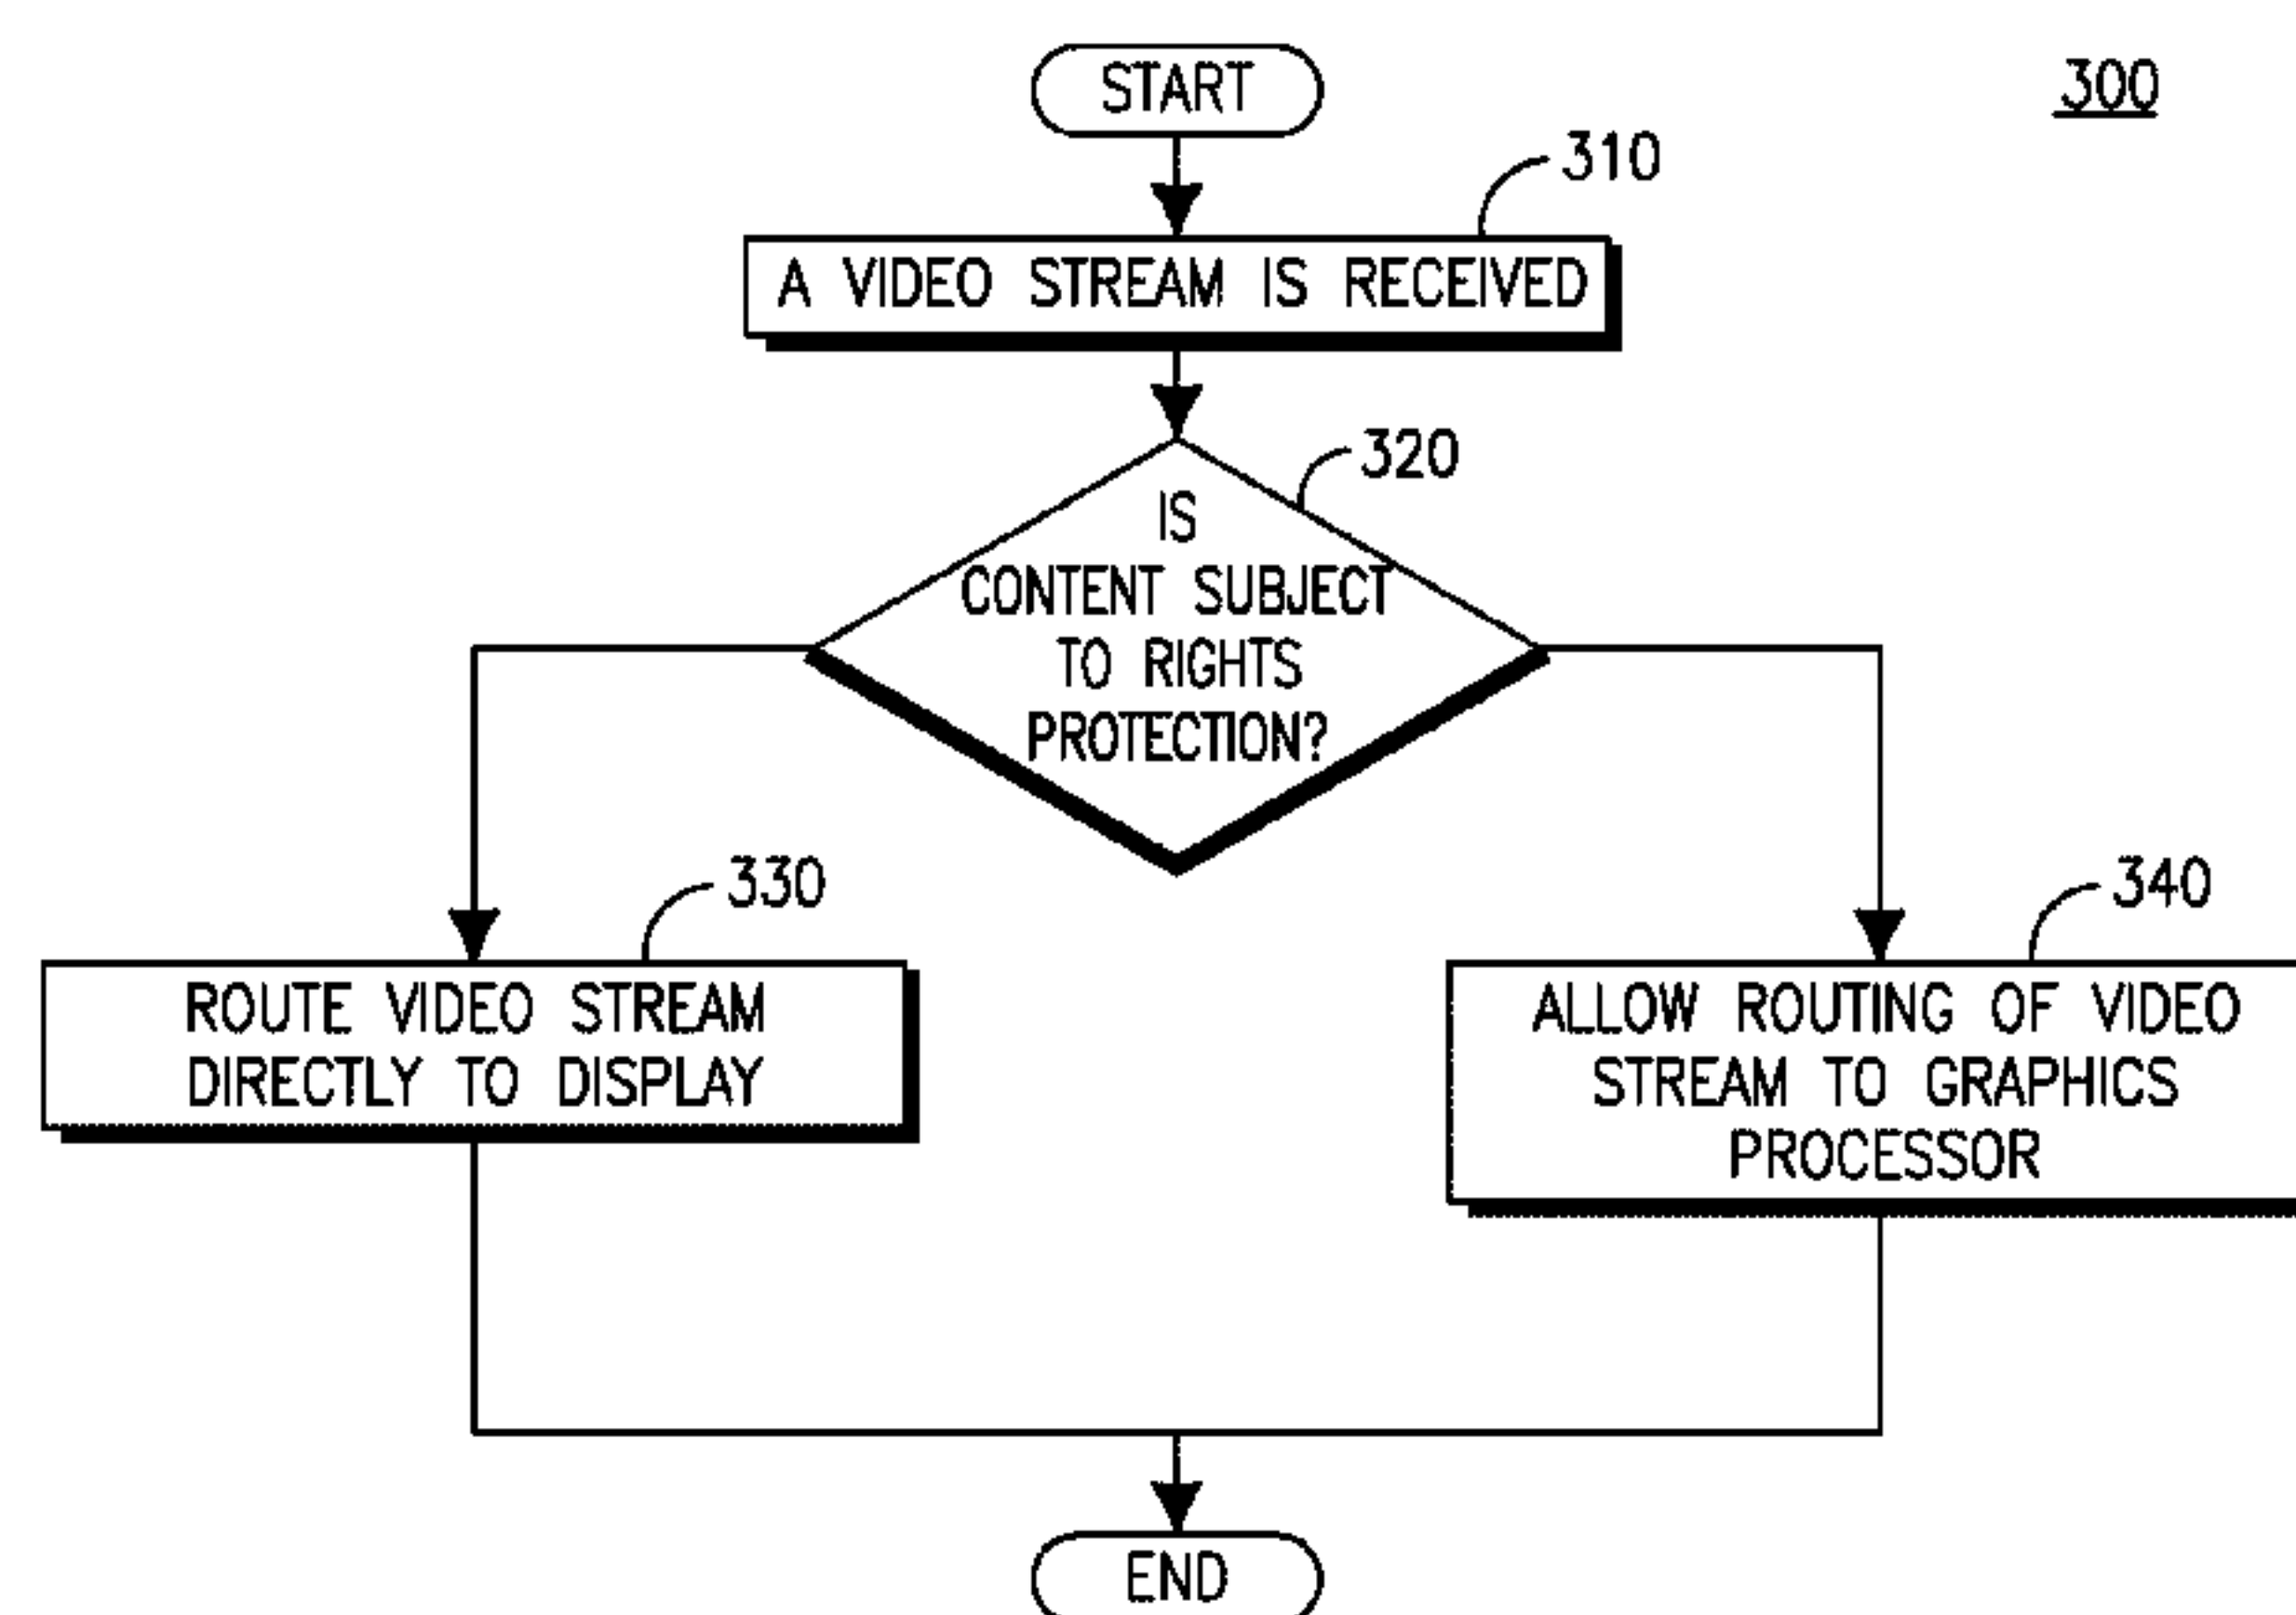 START
300
310
A VIDEO STREAM IS RECEIVED
320
IS
CONTENT SUBJECT
TO RIGHTS
PROTECTION?
330
ROUTE VIDEO STREAM
DIRECTLY TO DISPLAY
340
ALLOW ROUTING OF VIDEO
STREAM TO GRAPHICS
PROCESSOR
END